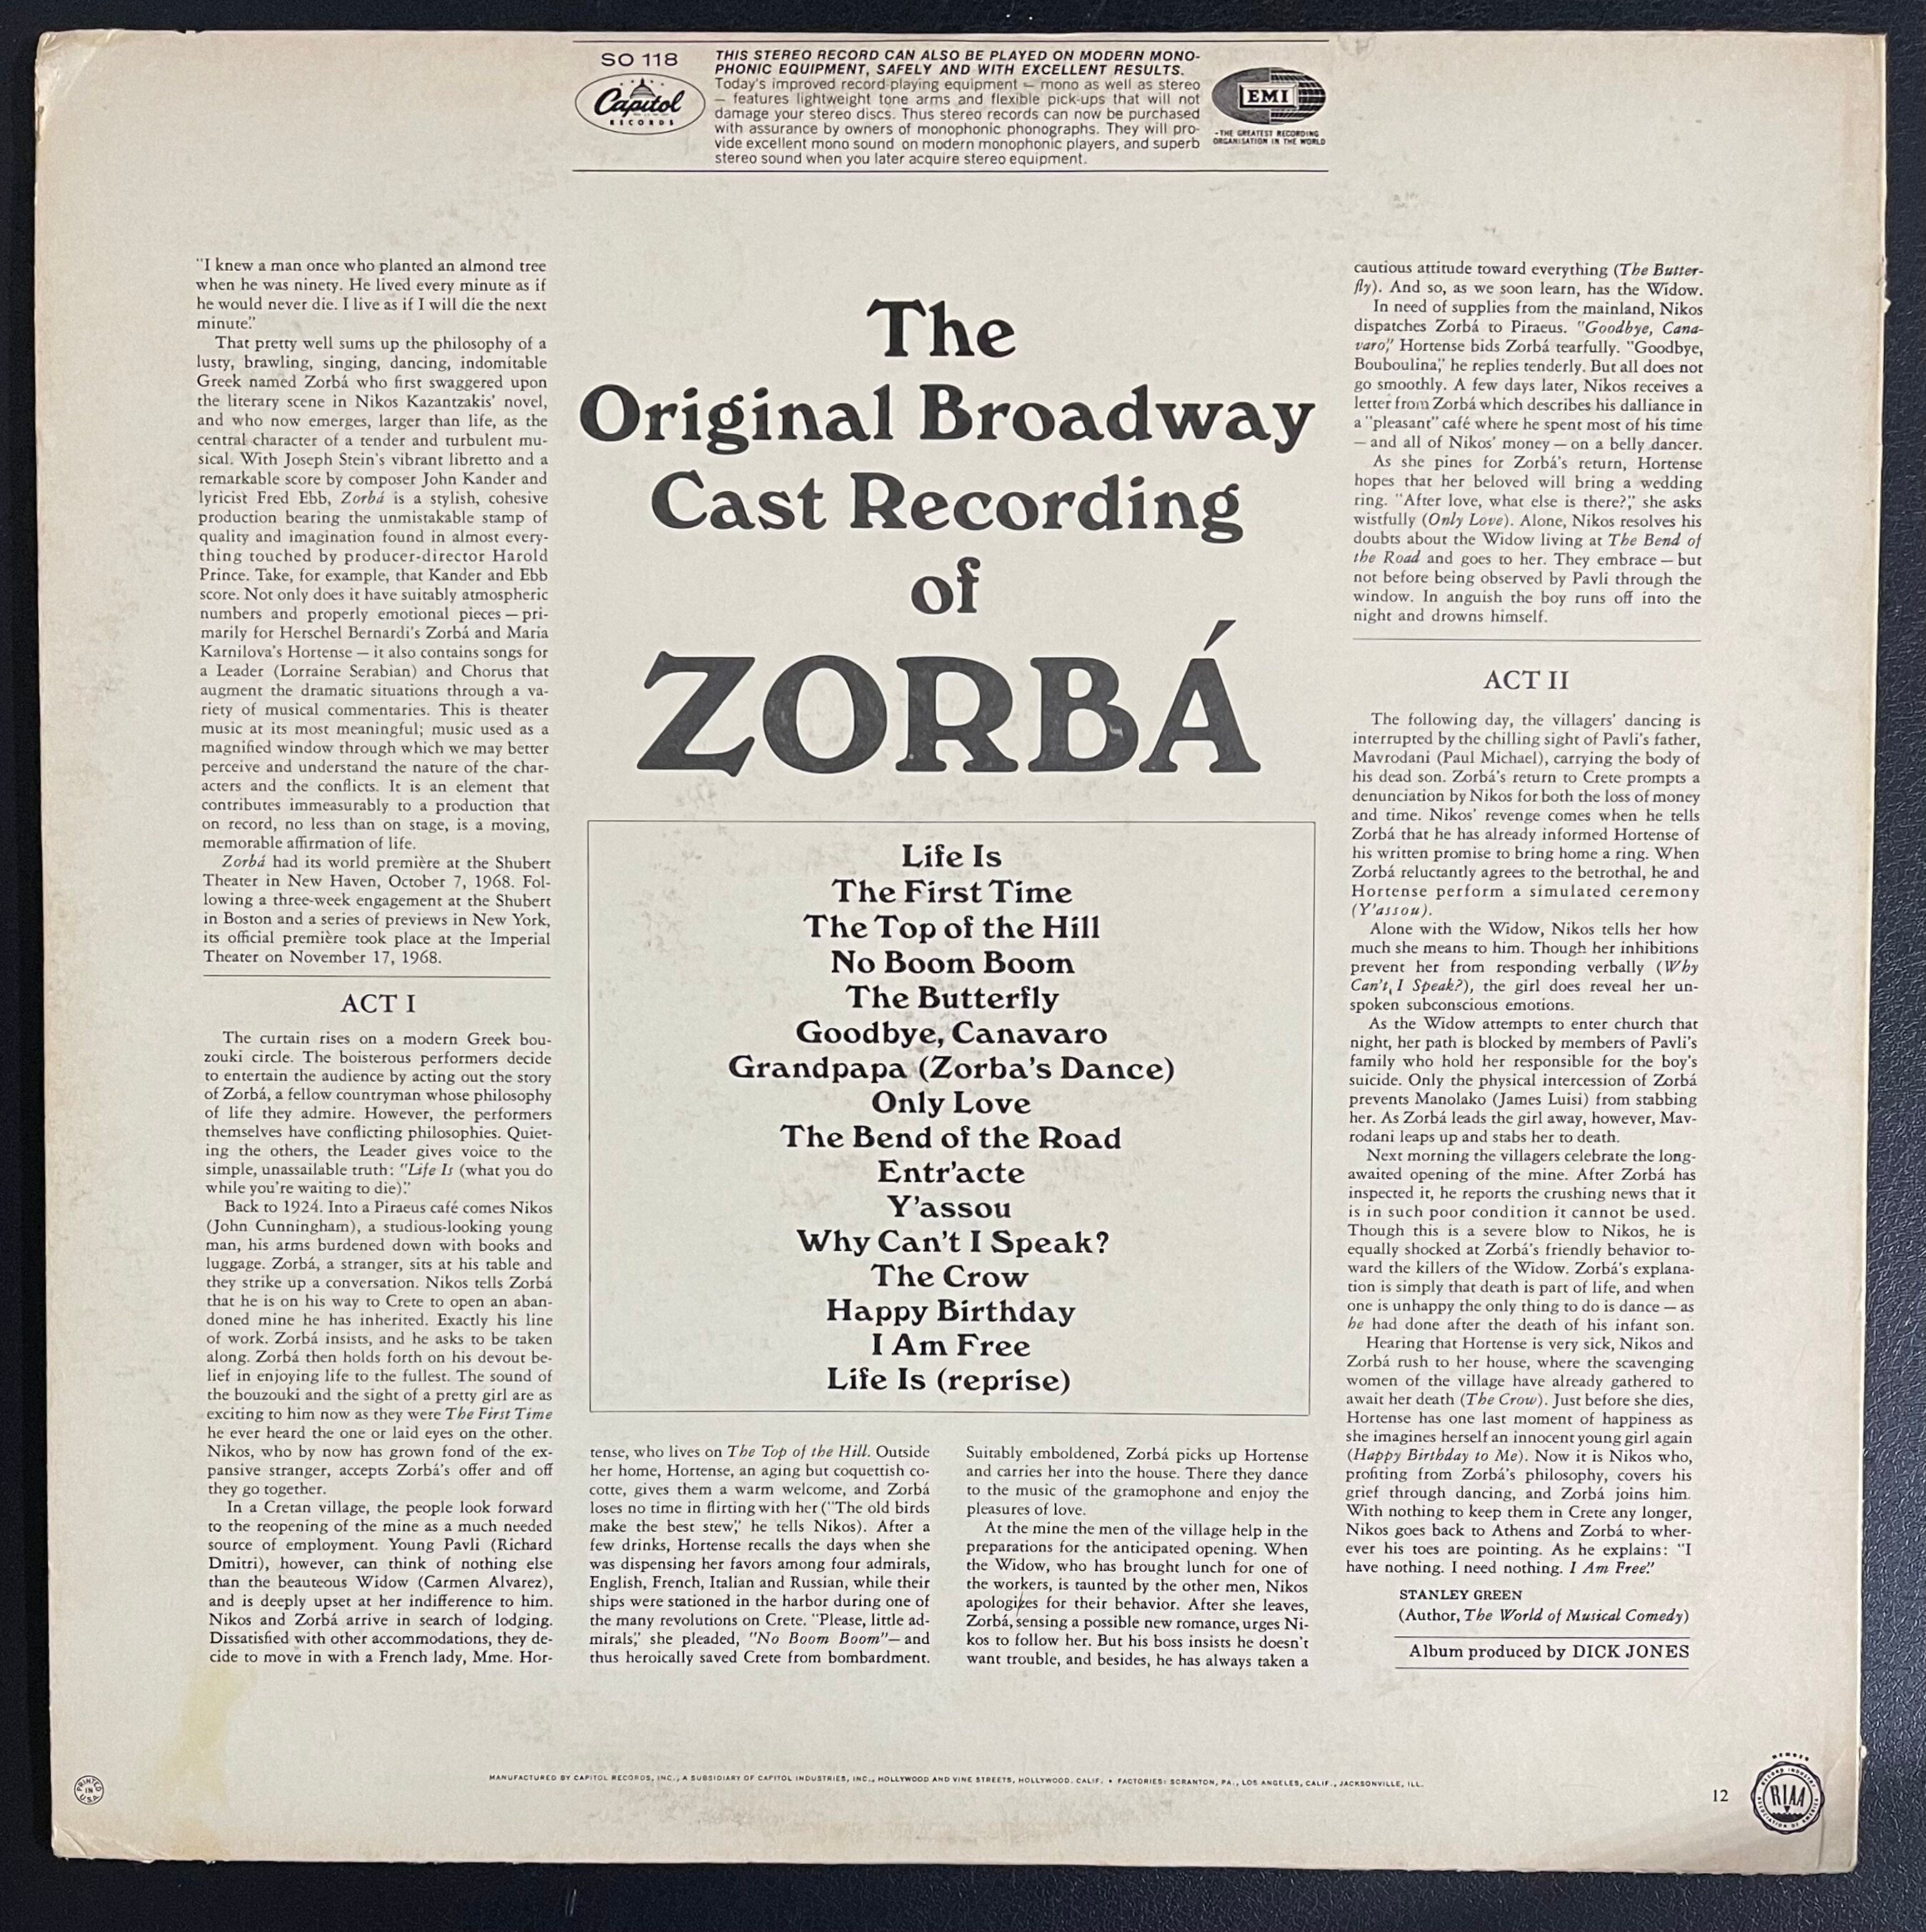 SO 118
Capitol
RECORDS
THIS STEREO RECORD CAN ALSO BE PLAYED ON MODERN MONO-
PHONIC EQUIPMENT, SAFELY AND WITH EXCELLENT RESULTS.
Today's improved record playing equipment — mono as well as stereo
— features lightweight tone arms and flexible pick-ups that will not
damage your stereo discs. Thus stereo records can now be purchased
with assurance by owners of monophonic phonographs. They will pro-
vide excellent mono sound on modern monophonic players, and superb
stereo sound when you later acquire stereo equipment.
EMI
-THE GREATEST RECORDING
ORGANISATION IN THE WORLD
The
Original Broadway
Cast Recording
of
ZORBÁ
Life Is
The First Time
The Top of the Hill
No Boom Boom
The Butterfly
Goodbye, Canavaro
Grandpapa (Zorba's Dance)
Only Love
The Bend of the Road
Entr'acte
Y'assou
Why Can't I Speak?
The Crow
Happy Birthday
I Am Free
Life Is (reprise)
"I knew a man once who planted an almond tree
when he was ninety. He lived every minute as if
he would never die. I live as if I will die the next
minute."
That pretty well sums up the philosophy of a
lusty, brawling, singing, dancing, indomitable
Greek named Zorbá who first swaggered upon
the literary scene in Nikos Kazantzakis' novel,
and who now emerges, larger than life, as the
central character of a tender and turbulent mu-
sical. With Joseph Stein's vibrant libretto and a
remarkable score by composer John Kander and
lyricist Fred Ebb, Zorbá is a stylish, cohesive
production bearing the unmistakable stamp of
quality and imagination found in almost every-
thing touched by producer-director Harold
Prince. Take, for example, that Kander and Ebb
score. Not only does it have suitably atmospheric
numbers and properly emotional pieces — pri-
marily for Herschel Bernardi's Zorbá and Maria
Karnilova's Hortense — it also contains songs for
a Leader (Lorraine Serabian) and Chorus that
augment the dramatic situations through a va-
riety of musical commentaries. This is theater
music at its most meaningful; music used as a
magnified window through which we may better
perceive and understand the nature of the char-
acters and the conflicts. It is an element that
contributes immeasurably to a production that
on record, no less than on stage, is a moving,
memorable affirmation of life.
Zorbá had its world première at the Shubert
Theater in New Haven, October 7, 1968. Fol-
lowing a three-week engagement at the Shubert
in Boston and a series of previews in New York,
its official première took place at the Imperial
Theater on November 17, 1968.
ACT I
The curtain rises on a modern Greek bou-
zouki circle. The boisterous performers decide
to entertain the audience by acting out the story
of Zorbá, a fellow countryman whose philosophy
of life they admire. However, the performers
themselves have conflicting philosophies. Quiet-
ing the others, the Leader gives voice to the
simple, unassailable truth: "Life Is (what you do
while you're waiting to die)."
Back to 1924. Into a Piraeus café comes Nikos
(John Cunningham), a studious-looking young
man, his arms burdened down with books and
luggage. Zorbá, a stranger, sits at his table and
they strike up a conversation. Nikos tells Zorbá
that he is on his way to Crete to open an aban-
doned mine he has inherited. Exactly his line
of work. Zorbá insists, and he asks to be taken
along. Zorbá then holds forth on his devout be-
lief in enjoying life to the fullest. The sound of
the bouzouki and the sight of a pretty girl are as
exciting to him now as they were The First Time
he ever heard the one or laid eyes on the other.
Nikos, who by now has grown fond of the ex-
pansive stranger, accepts Zorbá's offer and off
they go together.
In a Cretan village, the people look forward
to the reopening of the mine as a much needed
source of employment. Young Pavli (Richard
Dmitri), however, can think of nothing else
than the beauteous Widow (Carmen Alvarez),
and is deeply upset at her indifference to him.
Nikos and Zorbá arrive in search of lodging.
Dissatisfied with other accommodations, they de-
cide to move in with a French lady, Mme. Hor-
tense, who lives on The Top of the Hill. Outside
her home, Hortense, an aging but coquettish co-
cotte, gives them a warm welcome, and Zorbá
loses no time in flirting with her ("The old birds
make the best stew," he tells Nikos). After a
few drinks, Hortense recalls the days when she
was dispensing her favors among four admirals,
English, French, Italian and Russian, while their
ships were stationed in the harbor during one of
the many revolutions on Crete. "Please, little ad-
mirals," she pleaded, "No Boom Boom"— and
thus heroically saved Crete from bombardment.
Suitably emboldened, Zorbá picks up Hortense
and carries her into the house. There they dance
to the music of the gramophone and enjoy the
pleasures of love.
At the mine the men of the village help in the
preparations for the anticipated opening. When
the Widow, who has brought lunch for one of
the workers, is taunted by the other men, Nikos
apologizes for their behavior. After she leaves,
Zorbá, sensing a possible new romance, urges Ni-
kos to follow her. But his boss insists he doesn't
want trouble, and besides, he has always taken a
cautious attitude toward everything (The Butter-
fly). And so, as we soon learn, has the Widow.
In need of supplies from the mainland, Nikos
dispatches Zorbá to Piraeus. "Goodbye, Cana-
varo," Hortense bids Zorbá tearfully. "Goodbye,
Bouboulina," he replies tenderly. But all does not
go smoothly. A few days later, Nikos receives a
letter from Zorbá which describes his dalliance in
a "pleasant" café where he spent most of his time
— and all of Nikos' money — on a belly dancer.
As she pines for Zorbá's return, Hortense
hopes that her beloved will bring a wedding
ring. "After love, what else is there?," she asks
wistfully (Only Love). Alone, Nikos resolves his
doubts about the Widow living at The Bend of
the Road and goes to her. They embrace — but
not before being observed by Pavli through the
window. In anguish the boy runs off into the
night and drowns himself.
ACT II
The following day, the villagers' dancing is
interrupted by the chilling sight of Pavli's father,
Mavrodani (Paul Michael), carrying the body of
his dead son. Zorbá's return to Crete prompts a
denunciation by Nikos for both the loss of money
and time. Nikos' revenge comes when he tells
Zorbá that he has already informed Hortense of
his written promise to bring home a ring. When
Zorbá reluctantly agrees to the betrothal, he and
Hortense perform a simulated ceremony
(Y'assou).
Alone with the Widow, Nikos tells her how
much she means to him. Though her inhibitions
prevent her from responding verbally (Why
Can't I Speak?), the girl does reveal her un-
spoken subconscious emotions.
As the Widow attempts to enter church that
night, her path is blocked by members of Pavli's
family who hold her responsible for the boy's
suicide. Only the physical intercession of Zorbá
prevents Manolako (James Luisi) from stabbing
her. As Zorbá leads the girl away, however, Mav-
rodani leaps up and stabs her to death.
Next morning the villagers celebrate the long-
awaited opening of the mine. After Zorbá has
inspected it, he reports the crushing news that it
is in such poor condition it cannot be used.
Though this is a severe blow to Nikos, he is
equally shocked at Zorbá's friendly behavior to-
ward the killers of the Widow. Zorbá's explana-
tion is simply that death is part of life, and when
one is unhappy the only thing to do is dance — as
he had done after the death of his infant son.
Hearing that Hortense is very sick, Nikos and
Zorbá rush to her house, where the scavenging
women of the village have already gathered to
await her death (The Crow). Just before she dies,
Hortense has one last moment of happiness as
she imagines herself an innocent young girl again
(Happy Birthday to Me). Now it is Nikos who,
profiting from Zorbá's philosophy, covers his
grief through dancing, and Zorbá joins him.
With nothing to keep them in Crete any longer,
Nikos goes back to Athens and Zorbá to wher-
ever his toes are pointing. As he explains: "I
have nothing. I need nothing. I Am Free."
STANLEY GREEN
(Author, The World of Musical Comedy)
Album produced by DICK JONES
PRINTED IN U.S.A.
MANUFACTURED BY CAPITOL RECORDS, INC., A SUBSIDIARY OF CAPITOL INDUSTRIES, INC., HOLLYWOOD AND VINE STREETS, HOLLYWOOD, CALIF. • FACTORIES: SCRANTON, PA., LOS ANGELES, CALIF., JACKSONVILLE, ILL.
12
MEMBER
RECORD INDUSTRY
RIAA
ASSOCIATION OF AMERICA